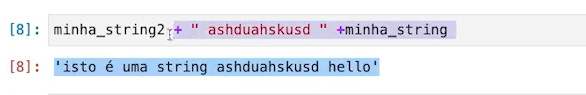 [8]: minha_string2 + " ashduahskusd " +minha_string
[8]: 'isto é uma string ashduahskusd hello'